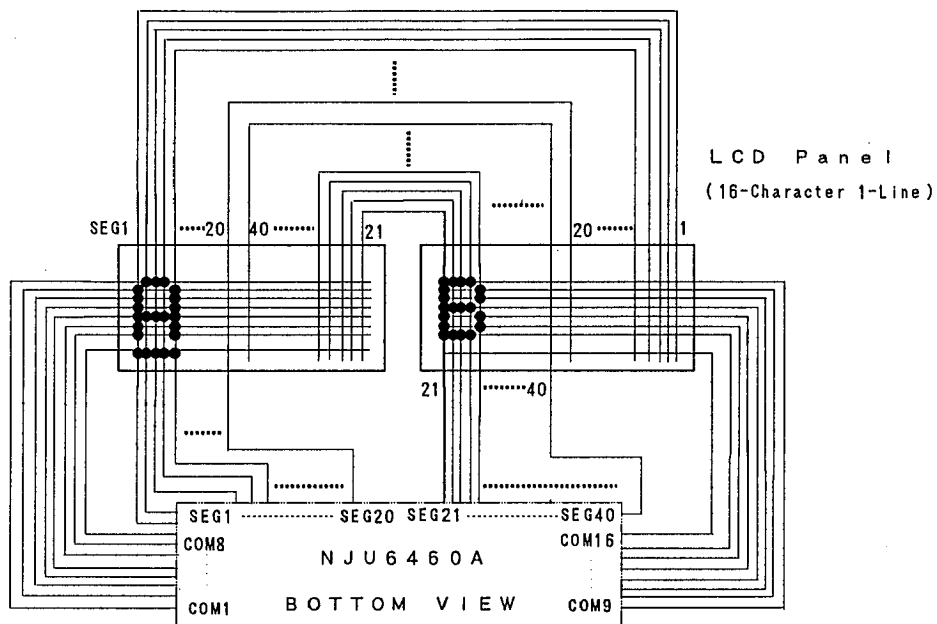 LCD Panel
(16-Character 1-Line)
SEG1 20 40 21 20 1
21 40
SEG1 SEG20 SEG21 SEG40
COM8 COM16
NJU6460A
COM1 BOTTOM VIEW COM9